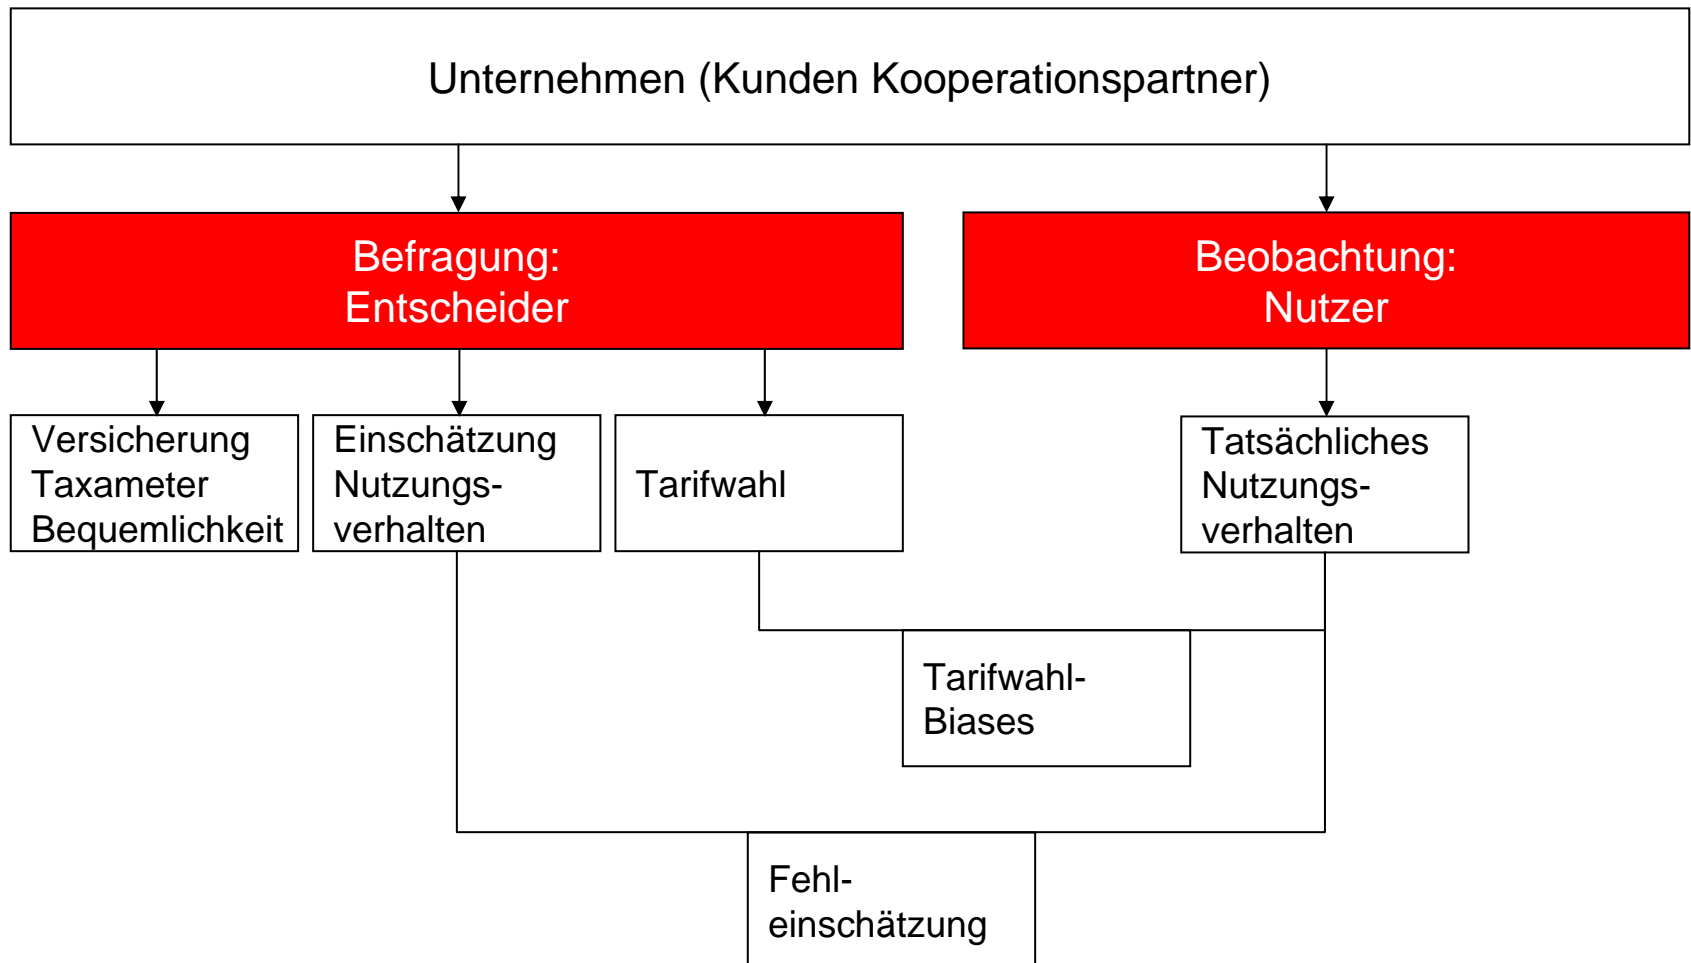 Unternehmen (Kunden Kooperationspartner)
Befragung:
Entscheider
Beobachtung:
Nutzer
Versicherung
Taxameter
Bequemlichkeit
Einschätzung
Nutzungs-
verhalten
Tarifwahl
Tatsächliches
Nutzungs-
verhalten
Tarifwahl-
Biases
Fehl-
einschätzung